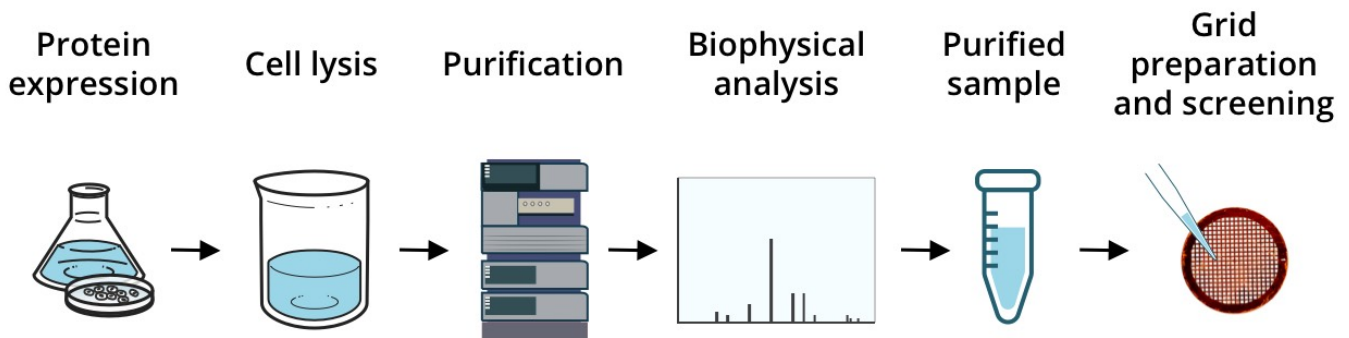 Protein
expression
Cell lysis
Purification
Biophysical
analysis
Purified
sample
Grid
preparation
and screening